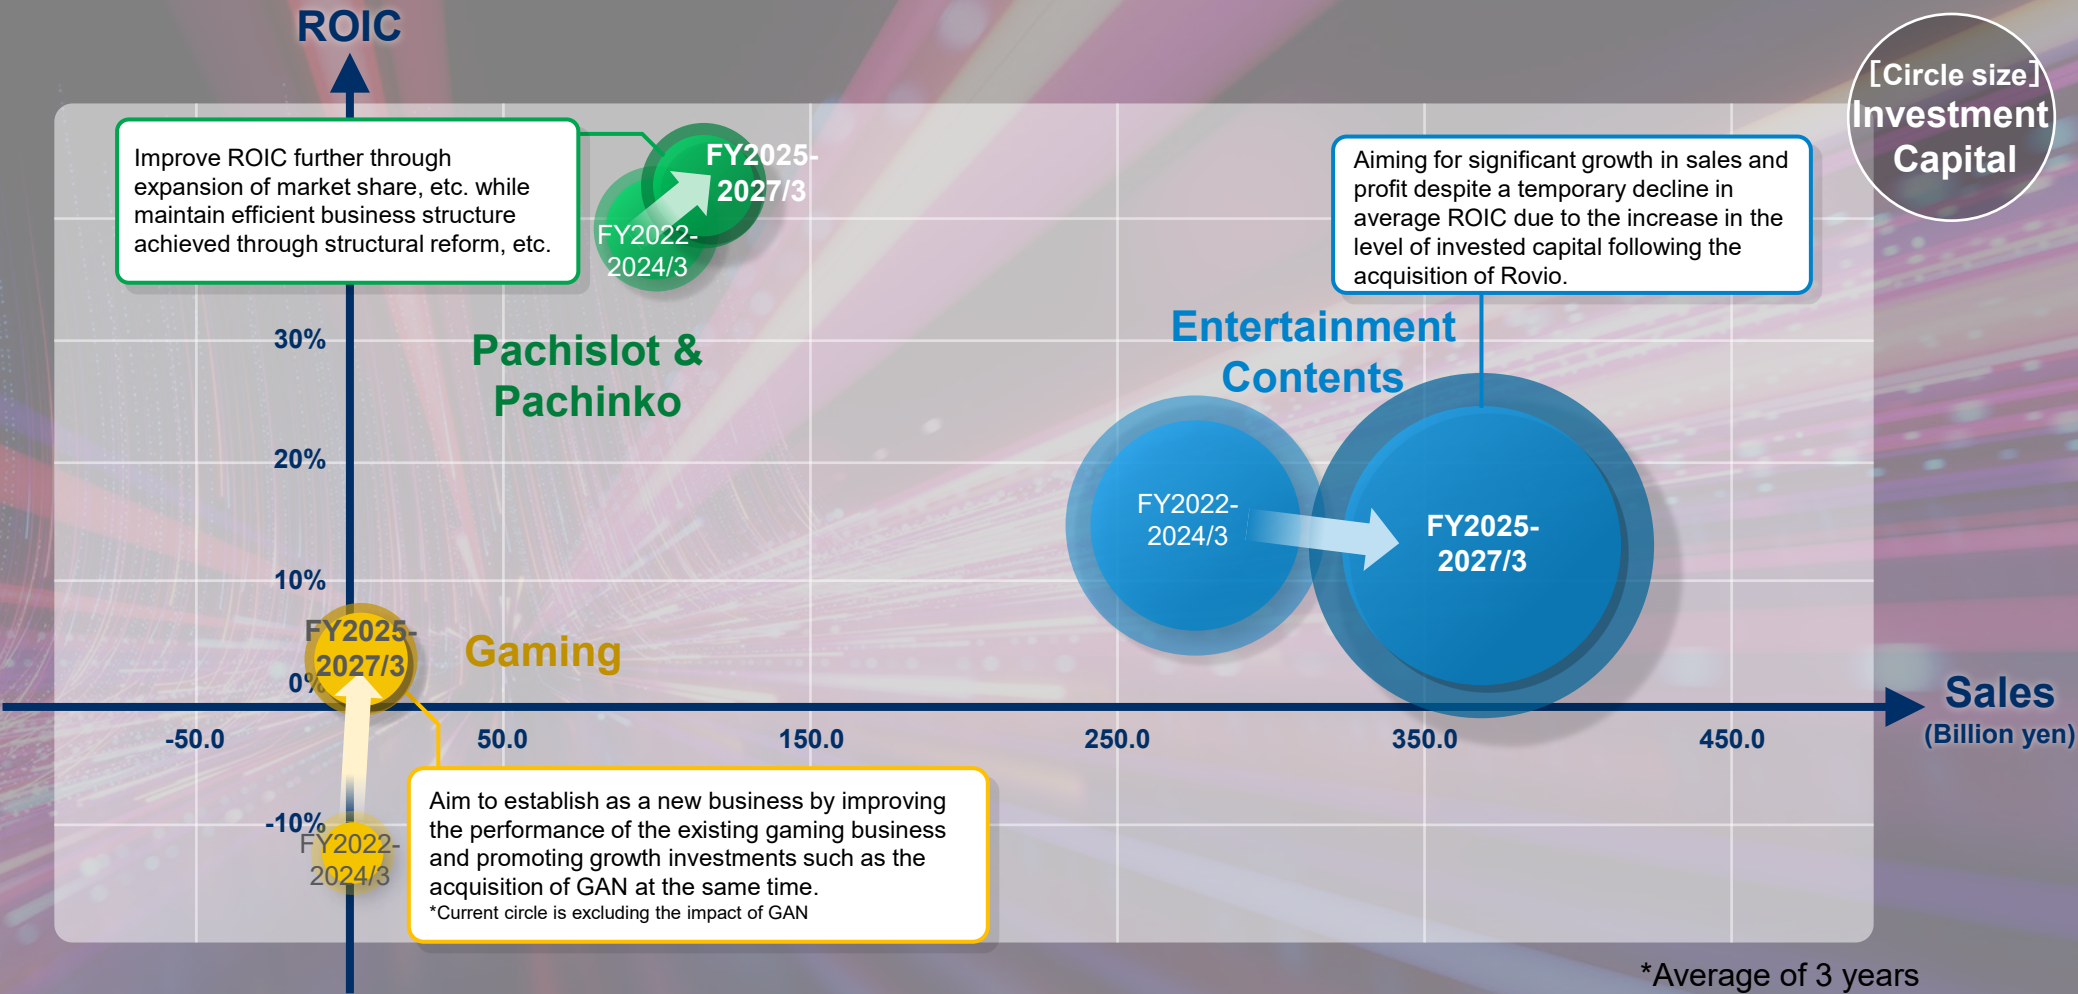 ROIC
[Circle size]
Investment
Capital
Improve ROIC further through
expansion of market share, etc. while
maintain efficient business structure
achieved through structural reform, etc.
FY2025-
2027/3
FY2022-
2024/3
Aiming for significant growth in sales and
profit despite a temporary decline in
average ROIC due to the increase in the
level of invested capital following the
acquisition of Rovio.
Pachislot &
Pachinko
Entertainment
Contents
30%
20%
10%
0%
-10%
FY2022-
2024/3
FY2025-
2027/3
FY2025-
2027/3
Gaming
Sales
(Billion yen)
-50.0
50.0
150.0
250.0
350.0
450.0
FY2022-
2024/3
Aim to establish as a new business by improving
the performance of the existing gaming business
and promoting growth investments such as the
acquisition of GAN at the same time.
*Current circle is excluding the impact of GAN
*Average of 3 years